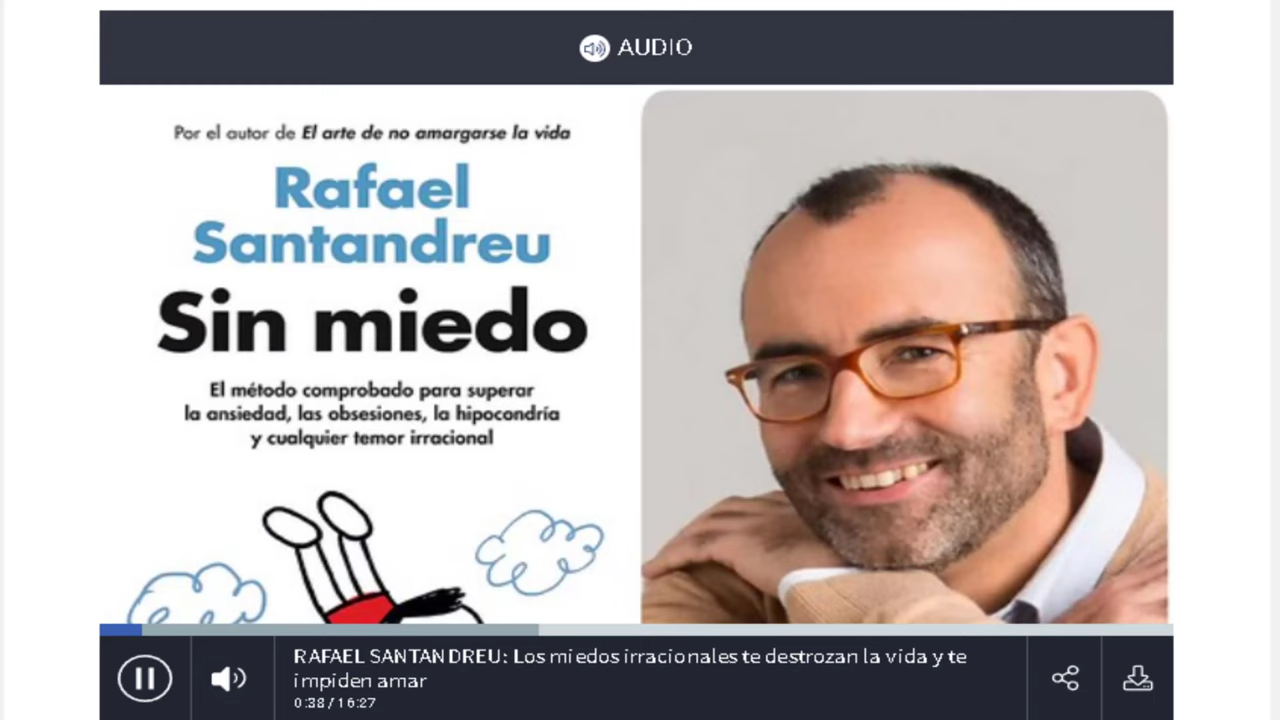 AUDIO
Por el autor de El arte de no amargarse la vida
Rafael
Santandreu
Sin miedo
El método comprobado para superar
la ansiedad, las obsesiones, la hipocondría
y cualquier temor irracional
RAFAEL SANTANDREU: Los miedos irracionales te destrozan la vida y te
impiden amar
0:38 / 16:27